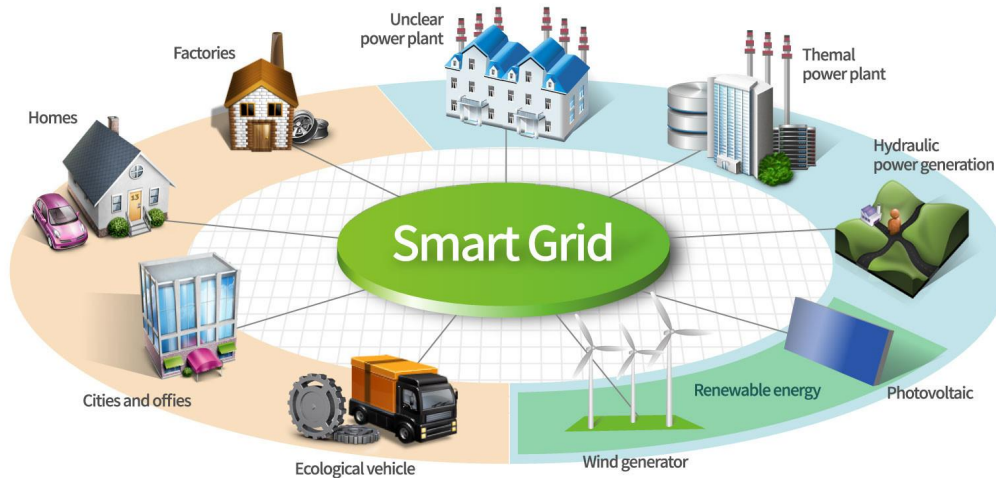 Unclear
power plant
Factories
Themal
power plant
Homes
Hydraulic
power generation
13
Smart Grid
Cities and offies
Renewable energy
Photovoltaic
Ecological vehicle
Wind generator